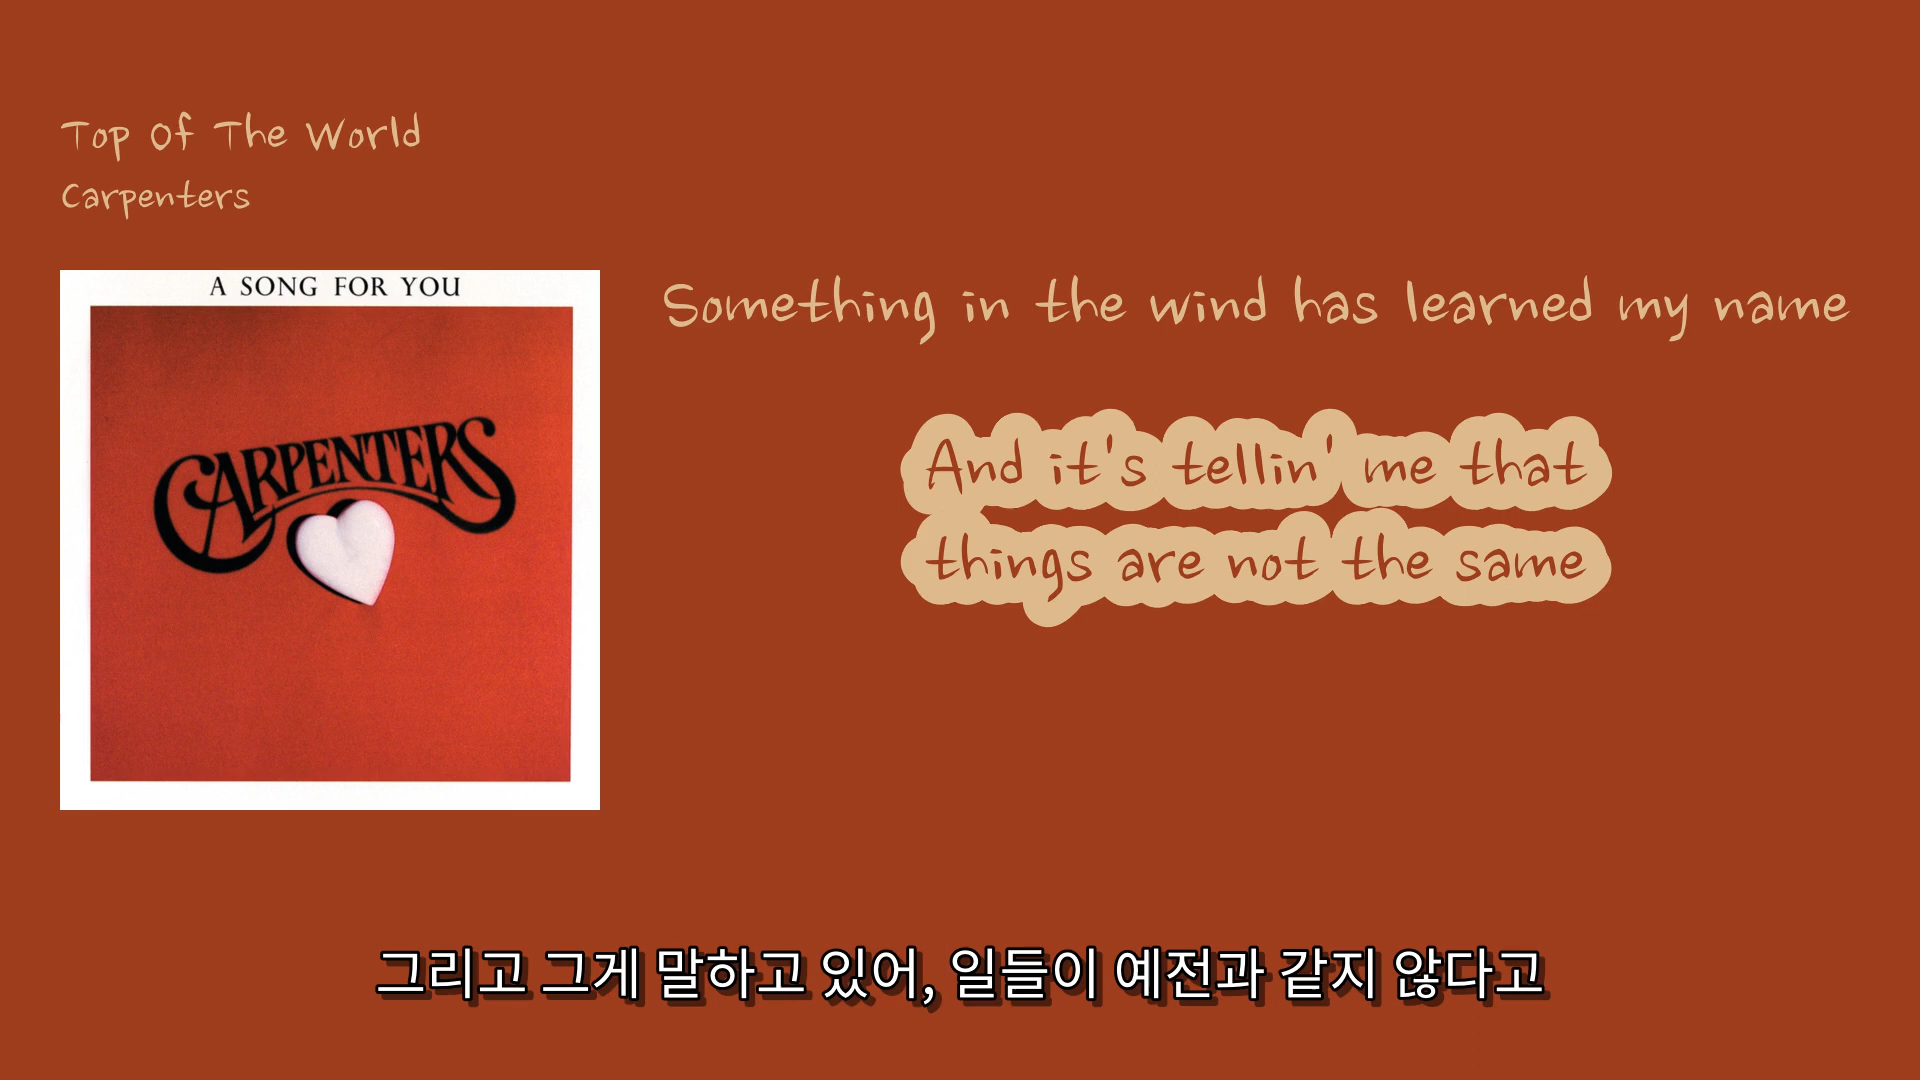 Top Of The World
Carpenters
A SONG FOR YOU
CARPENTERS
Something in the wind has learned my name
And it's tellin' me that
things are not the same
그리고 그게 말하고 있어, 일들이 예전과 같지 않다고